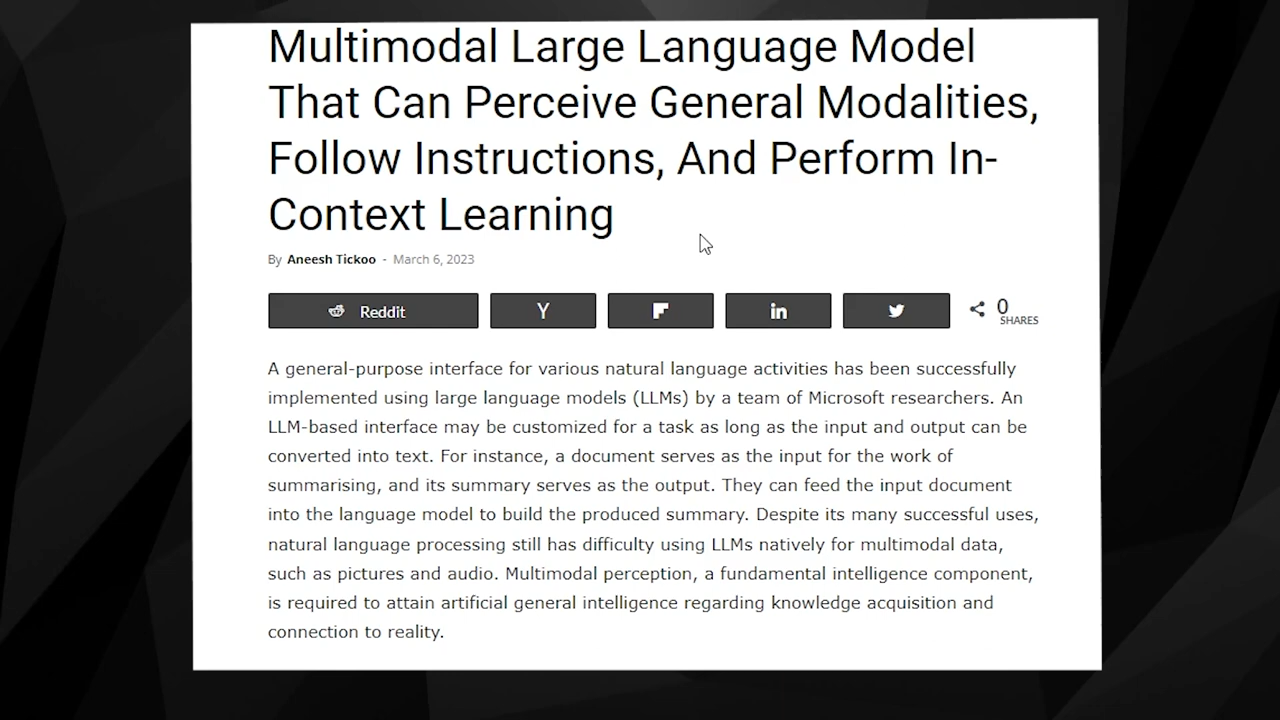 Multimodal Large Language Model
That Can Perceive General Modalities,
Follow Instructions, And Perform In-
Context Learning
By Aneesh Tickoo - March 6, 2023
Reddit
0
SHARES
A general-purpose interface for various natural language activities has been successfully
implemented using large language models (LLMs) by a team of Microsoft researchers. An
LLM-based interface may be customized for a task as long as the input and output can be
converted into text. For instance, a document serves as the input for the work of
summarising, and its summary serves as the output. They can feed the input document
into the language model to build the produced summary. Despite its many successful uses,
natural language processing still has difficulty using LLMs natively for multimodal data,
such as pictures and audio. Multimodal perception, a fundamental intelligence component,
is required to attain artificial general intelligence regarding knowledge acquisition and
connection to reality.